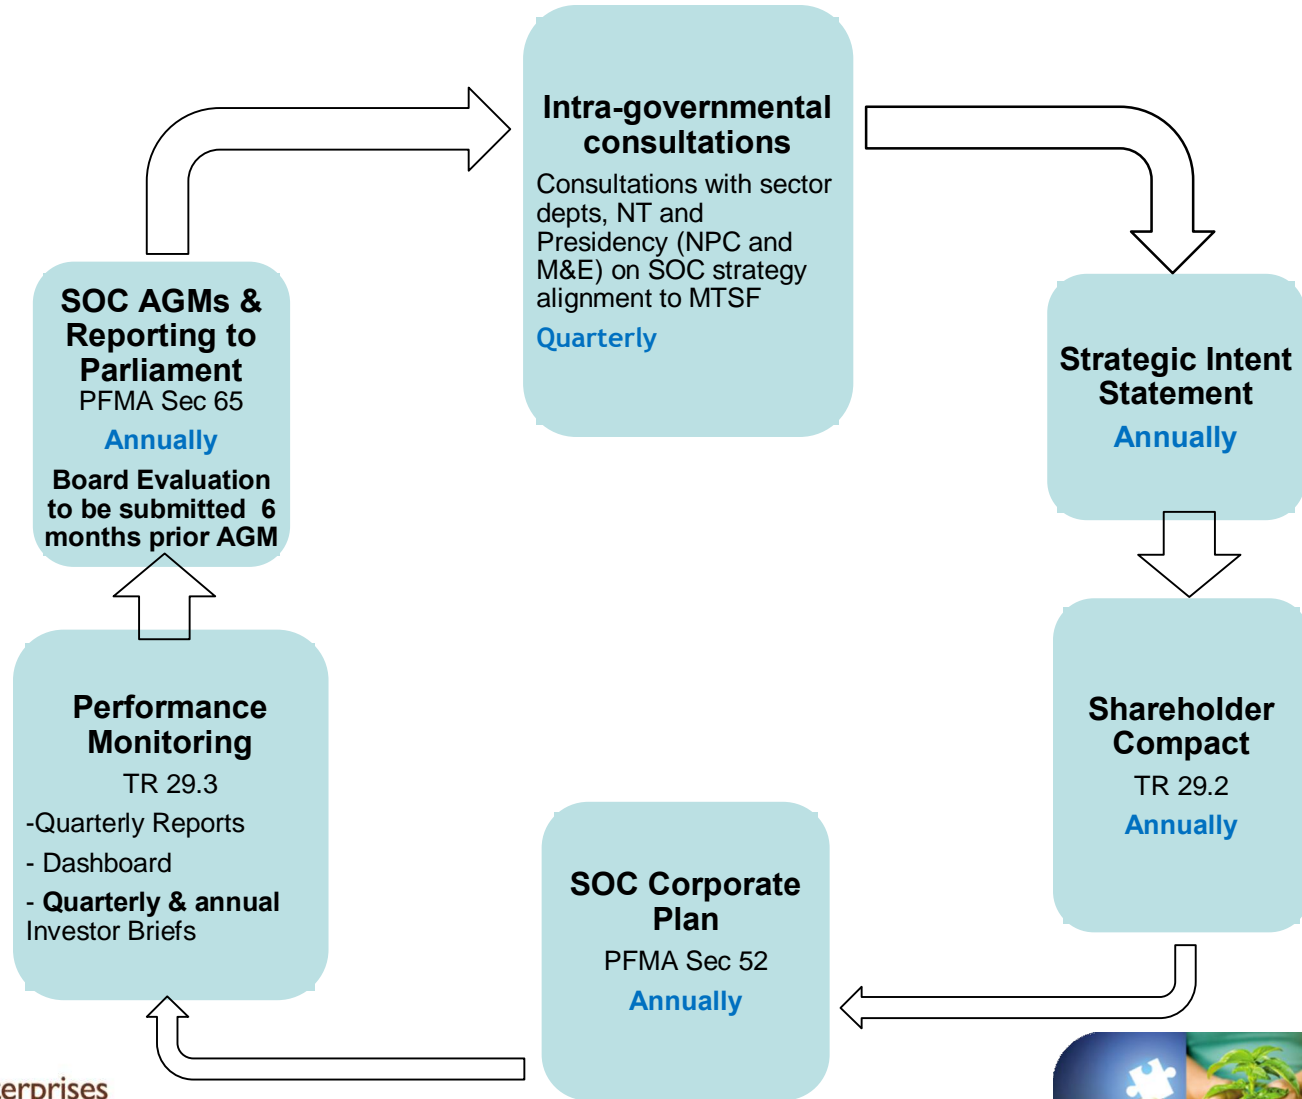 Intra-governmental
consultations
Consultations with sector
depts, NT and
Presidency (NPC and
M&E) on SOC strategy
alignment to MTSF
Quarterly
Strategic Intent
Statement
Annually
Shareholder
Compact
TR 29.2
Annually
SOC Corporate
Plan
PFMA Sec 52
Annually
Performance
Monitoring
TR 29.3
-Quarterly Reports
- Dashboard
- Quarterly & annual
Investor Briefs
SOC AGMs &
Reporting to
Parliament
PFMA Sec 65
Annually
Board Evaluation
to be submitted  6
months prior AGM